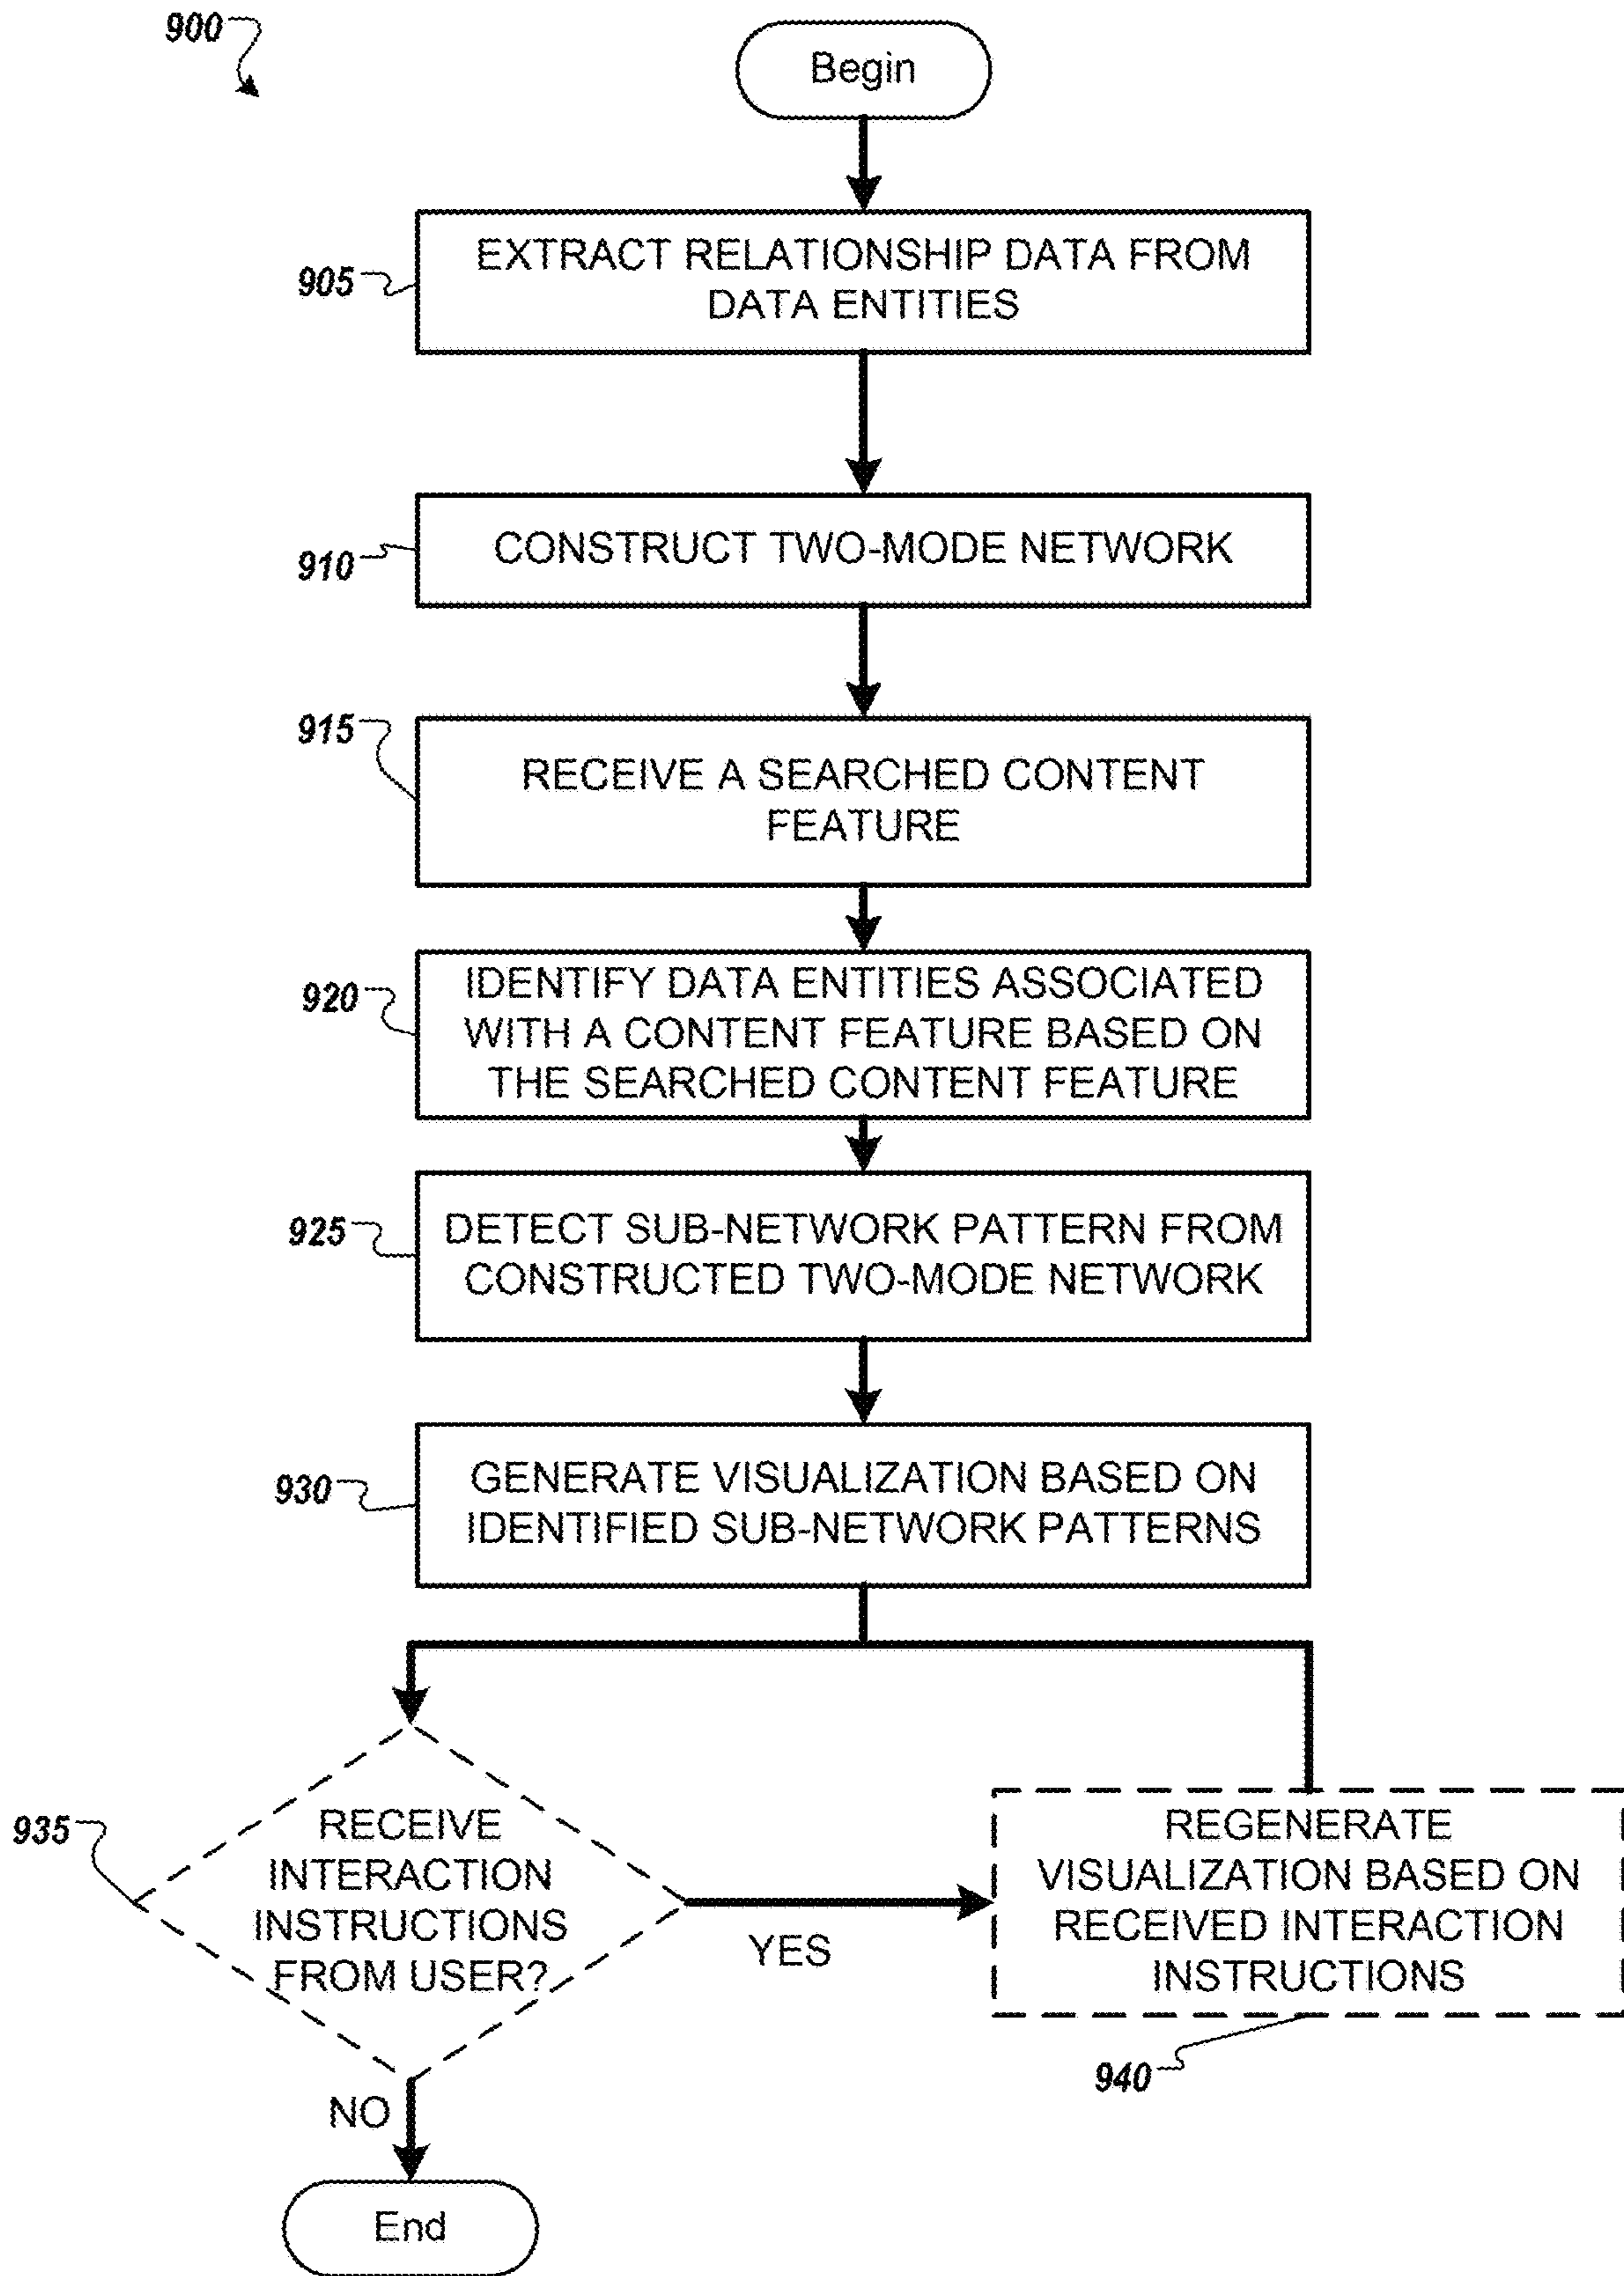 900
Begin
905
EXTRACT RELATIONSHIP DATA FROM
DATA ENTITIES
910
CONSTRUCT TWO-MODE NETWORK
915
RECEIVE A SEARCHED CONTENT
FEATURE
920
IDENTIFY DATA ENTITIES ASSOCIATED
WITH A CONTENT FEATURE BASED ON
THE SEARCHED CONTENT FEATURE
925
DETECT SUB-NETWORK PATTERN FROM
CONSTRUCTED TWO-MODE NETWORK
930
GENERATE VISUALIZATION BASED ON
IDENTIFIED SUB-NETWORK PATTERNS
935
RECEIVE
INTERACTION
INSTRUCTIONS
FROM USER?
YES
REGENERATE
VISUALIZATION BASED ON
RECEIVED INTERACTION
INSTRUCTIONS
940
NO
End